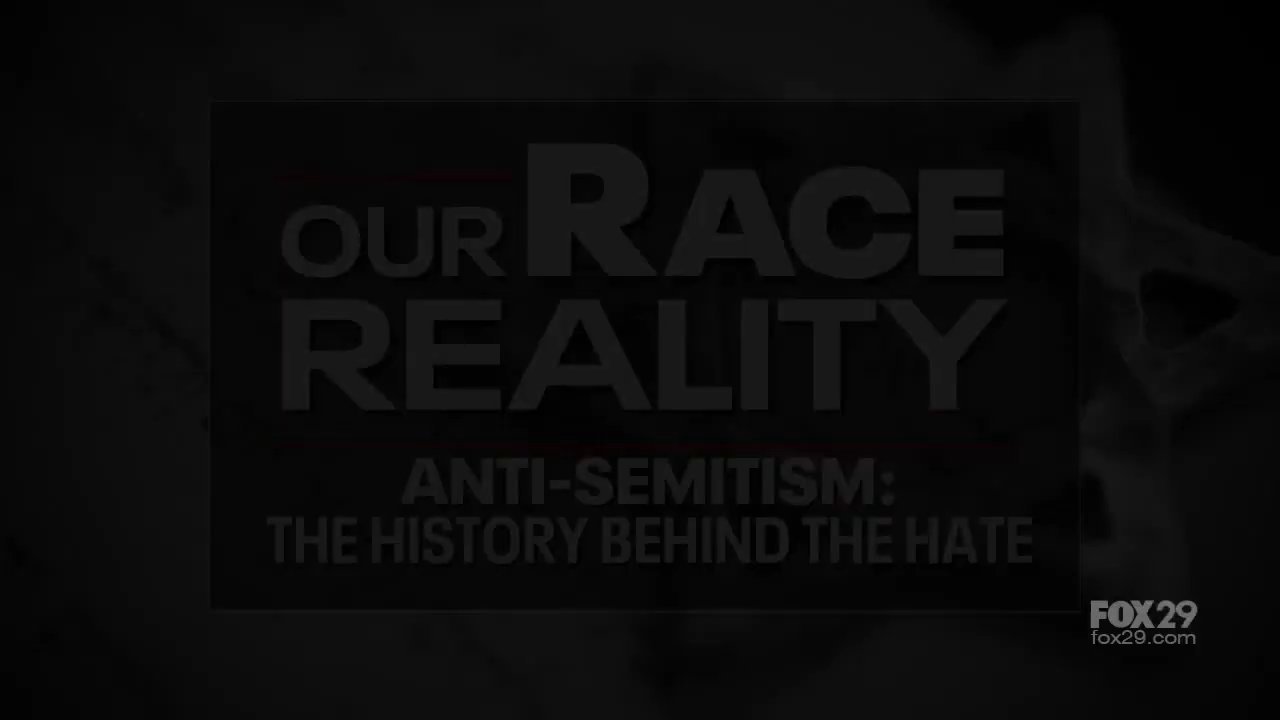 OUR RACE
REALITY
ANTI-SEMITISM:
THE HISTORY BEHIND THE HATE
FOX29
fox29.com